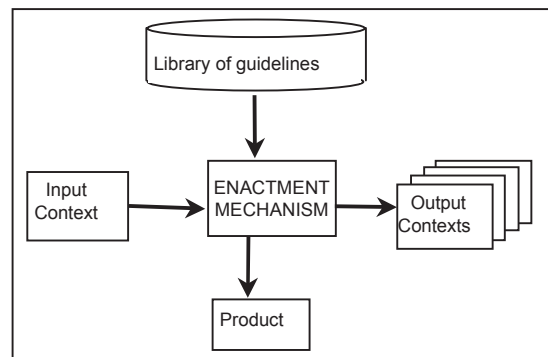 Library of guidelines
Input
Context
ENACTMENT
MECHANISM
Output
Contexts
Product